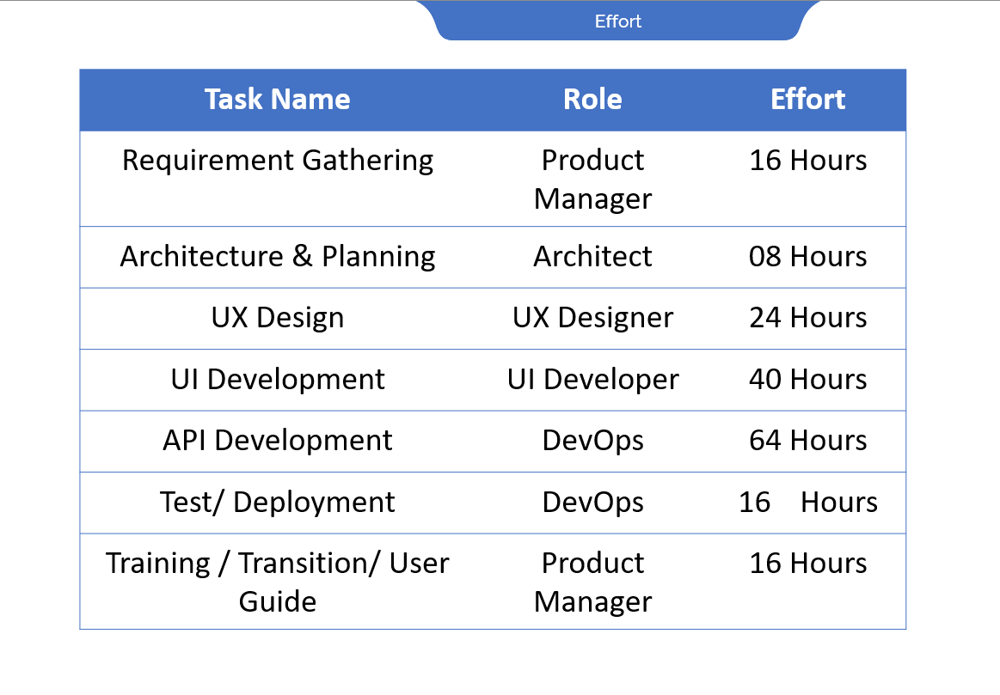 Effort
Task Name Role Effort
Requirement Gathering Product 16 Hours
Manager
Architecture & Planning Architect 08 Hours
UX Design UX Designer 24 Hours
UI Development UI Developer 40 Hours
API Development DevOps 64 Hours
Test/ Deployment DevOps 16 Hours
Training / Transition/ User Product 16 Hours
Guide Manager